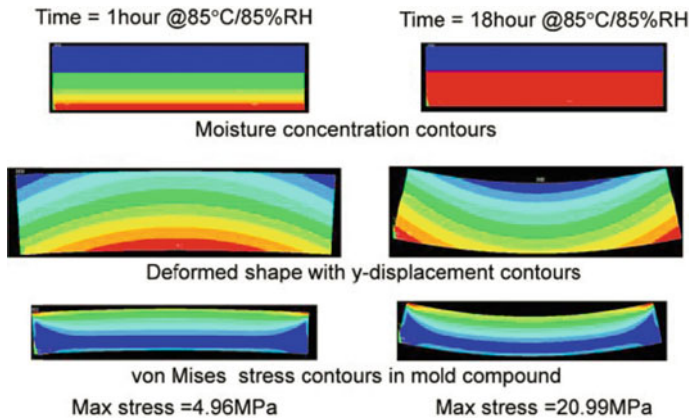 Time = 1hour @85°C/85%RH Time = 18hour @85°C/85%RH
Moisture concentration contours
Deformed shape with y-displacement contours
von Mises stress contours in mold compound
Max stress =4.96MPa Max stress =20.99MPa